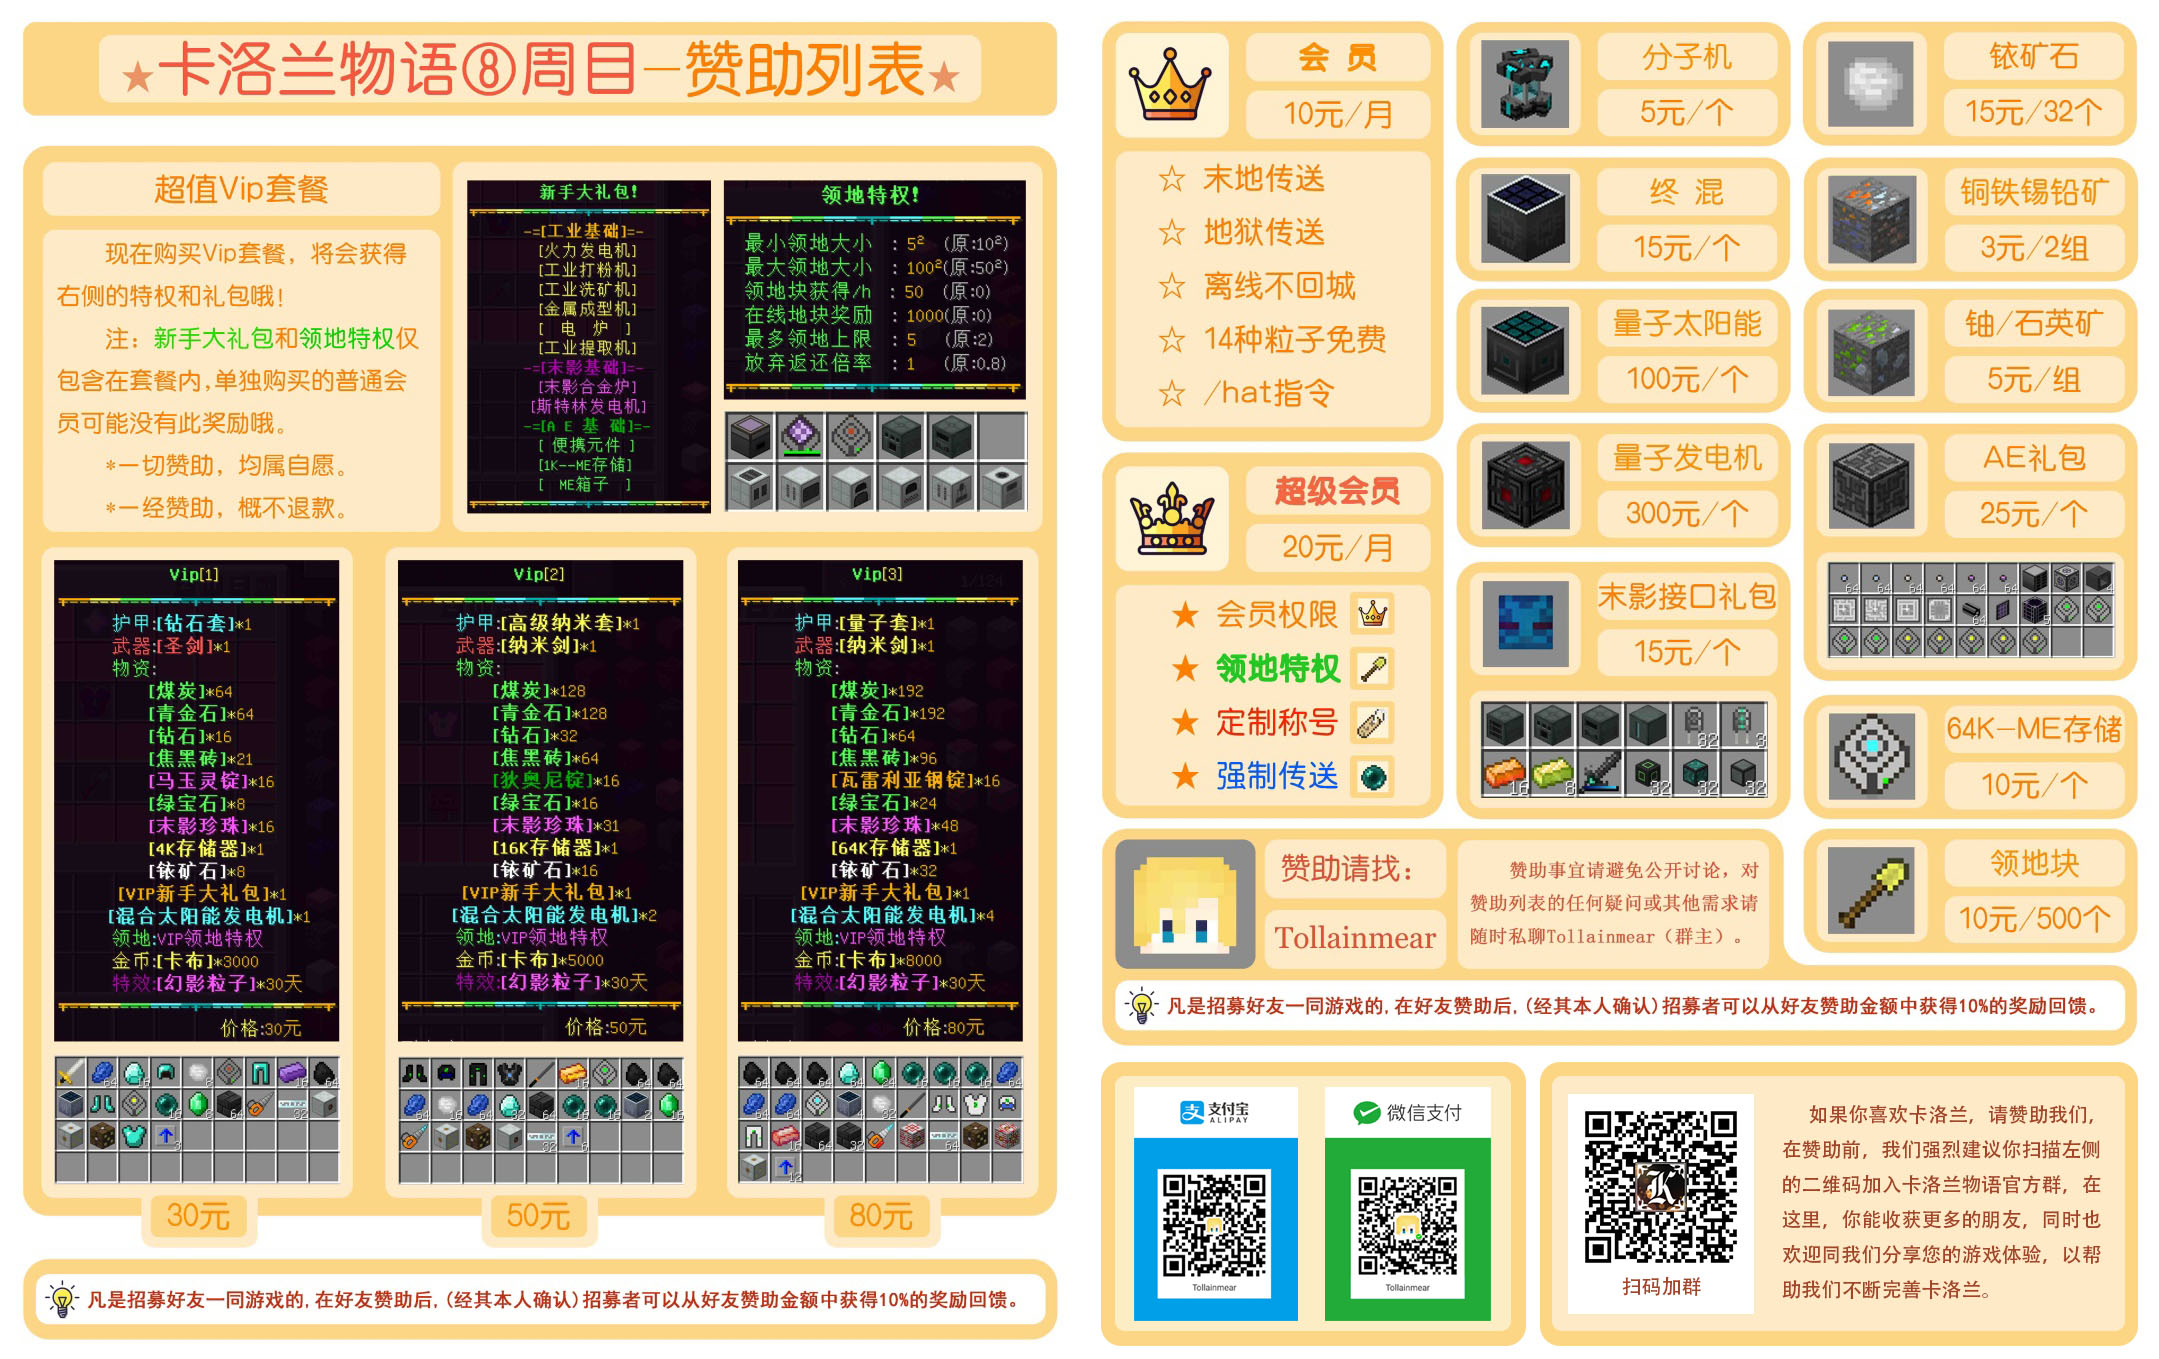 ★卡洛兰物语⑧周目—赞助列表★
超值Vip套餐
现在购买Vip套餐，将会获得
右侧的特权和礼包哦！
注：新手大礼包和领地特权仅
包含在套餐内,单独购买的普通会
员可能没有此奖励哦。
*一切赞助，均属自愿。
*一经赞助，概不退款。
新手大礼包!
-=[工业基础]=-
[火力发电机]
[工业打粉机]
[工业洗矿机]
[金属成型机]
[ 电 炉 ]
[工业提取机]
-=[末影基础]=-
[末影合金炉]
[斯特林发电机]
-=[A E 基 础]=-
[ 便携元件 ]
[1K--ME存储]
[ ME箱子 ]
领地特权!
最小领地大小 : 5² (原:10²)
最大领地大小 : 100²(原:50²)
领地块获得/h : 50 (原:0)
在线地块奖励 : 1000(原:0)
最多领地上限 : 5 (原:2)
放弃返还倍率 : 1 (原:0.8)
Vip[1]
护甲:[钻石套]*1
武器:[圣剑]*1
物资:
[煤炭]*64
[青金石]*64
[钻石]*16
[焦黑砖]*21
[马玉灵锭]*16
[绿宝石]*8
[末影珍珠]*16
[4K存储器]*1
[铱矿石]*8
[VIP新手大礼包]*1
[混合太阳能发电机]*1
领地:VIP领地特权
金币:[卡布]*3000
特效:[幻影粒子]*30天
价格:30元
30元
Vip[2]
护甲:[高级纳米套]*1
武器:[纳米剑]*1
物资:
[煤炭]*128
[青金石]*128
[钻石]*32
[焦黑砖]*64
[狄奥尼锭]*16
[绿宝石]*16
[末影珍珠]*31
[16K存储器]*1
[铱矿石]*16
[VIP新手大礼包]*1
[混合太阳能发电机]*2
领地:VIP领地特权
金币:[卡布]*5000
特效:[幻影粒子]*30天
价格:50元
50元
Vip[3]
护甲:[量子套]*1
武器:[纳米剑]*1
物资:
[煤炭]*192
[青金石]*192
[钻石]*64
[焦黑砖]*96
[瓦雷利亚钢锭]*16
[绿宝石]*24
[末影珍珠]*48
[64K存储器]*1
[铱矿石]*32
[VIP新手大礼包]*1
[混合太阳能发电机]*4
领地:VIP领地特权
金币:[卡布]*8000
特效:[幻影粒子]*30天
价格:80元
80元
凡是招募好友一同游戏的,在好友赞助后,(经其本人确认)招募者可以从好友赞助金额中获得10%的奖励回馈。
会 员
10元/月
☆ 末地传送
☆ 地狱传送
☆ 离线不回城
☆ 14种粒子免费
☆ /hat指令
超级会员
20元/月
★ 会员权限
★ 领地特权
★ 定制称号
★ 强制传送
分子机
5元/个
终 混
15元/个
量子太阳能
100元/个
量子发电机
300元/个
末影接口礼包
15元/个
铱矿石
15元/32个
铜铁锡铅矿
3元/2组
铀/石英矿
5元/组
AE礼包
25元/个
64K-ME存储
10元/个
领地块
10元/500个
赞助请找：
Tollainmear
赞助事宜请避免公开讨论，对
赞助列表的任何疑问或其他需求请
随时私聊Tollainmear（群主）。
凡是招募好友一同游戏的,在好友赞助后,(经其本人确认)招募者可以从好友赞助金额中获得10%的奖励回馈。
支付宝
ALIPAY
Tollainmear
微信支付
Tollainmear
扫码加群
如果你喜欢卡洛兰，请赞助我们，
在赞助前，我们强烈建议你扫描左侧
的二维码加入卡洛兰物语官方群，在
这里，你能收获更多的朋友，同时也
欢迎同我们分享您的游戏体验，以帮
助我们不断完善卡洛兰。